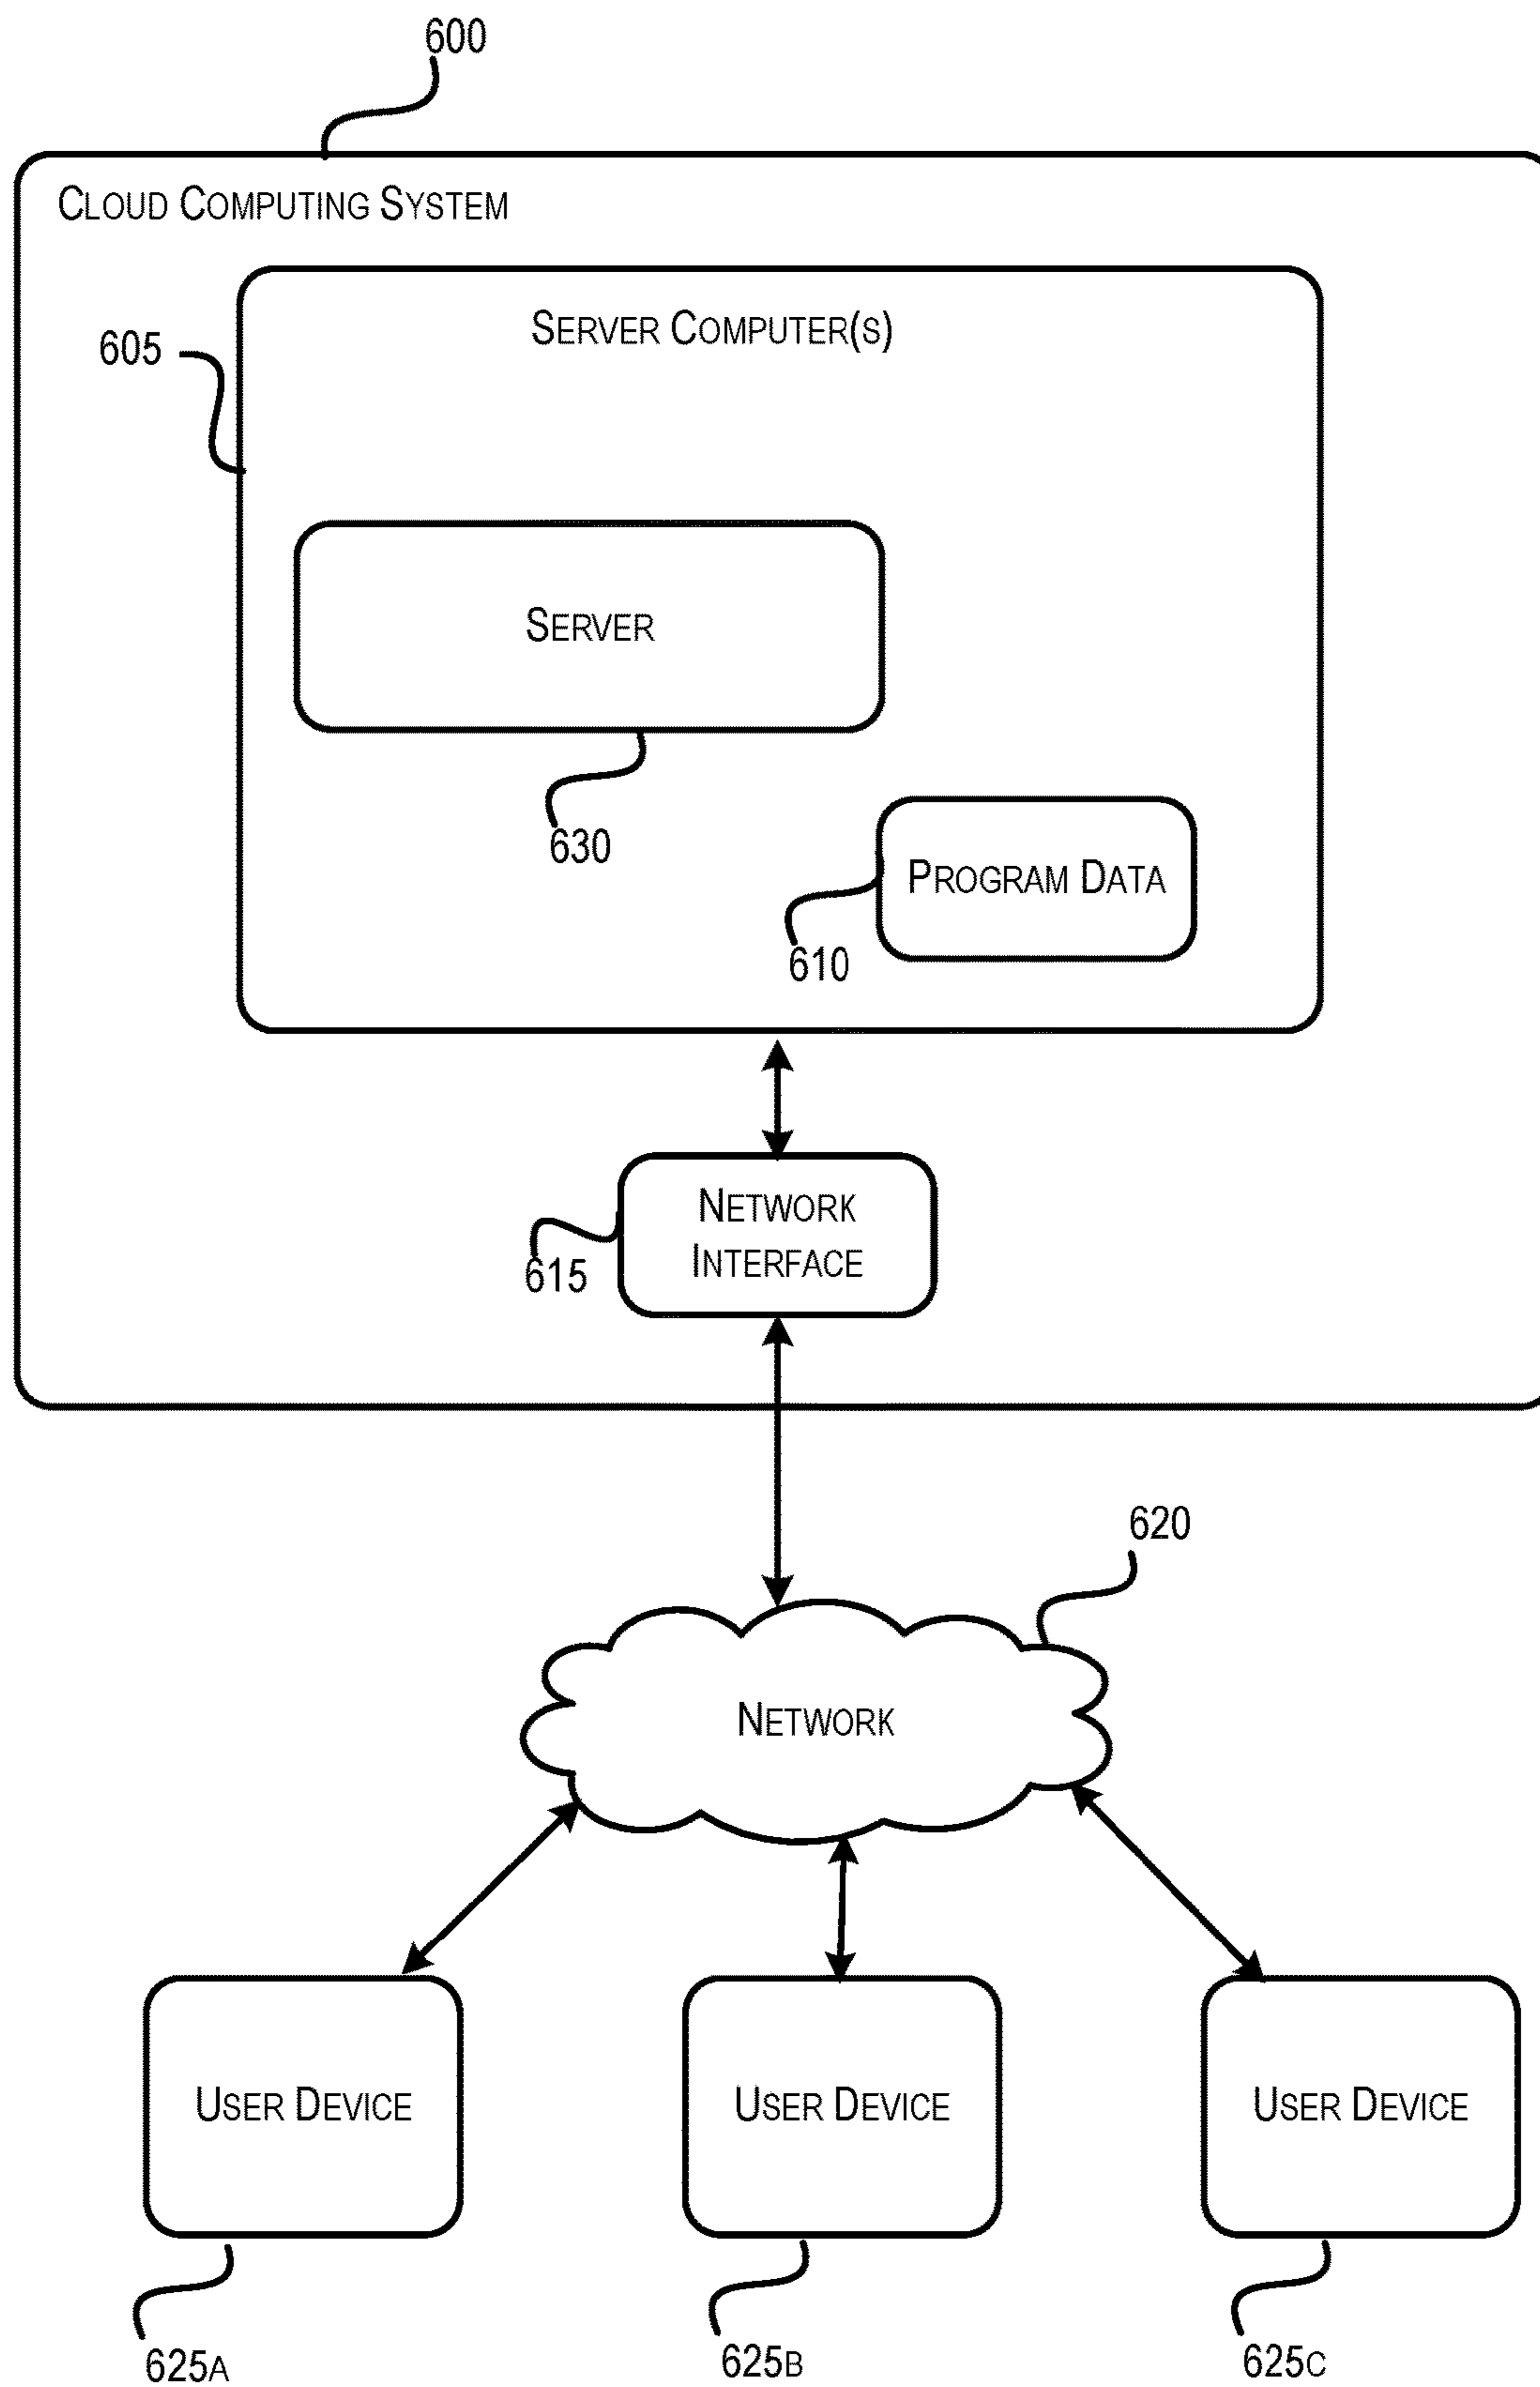 600
CLOUD COMPUTING SYSTEM
SERVER COMPUTER(S)
605
SERVER
630
PROGRAM DATA
610
NETWORK
INTERFACE
615
620
NETWORK
USER DEVICE
USER DEVICE
USER DEVICE
625A
625B
625C